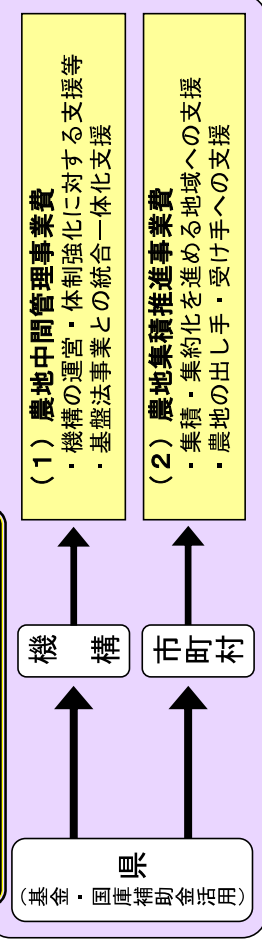 県
(基金・国庫補助金活用)
機　構
(1)農地中間管理事業費
・機構の運営・体制強化に対する支援等
・基盤法事業との統合一体化支援
市町村
(2)農地集積推進事業費
・集積・集約化を進める地域への支援
・農地の出し手・受け手への支援